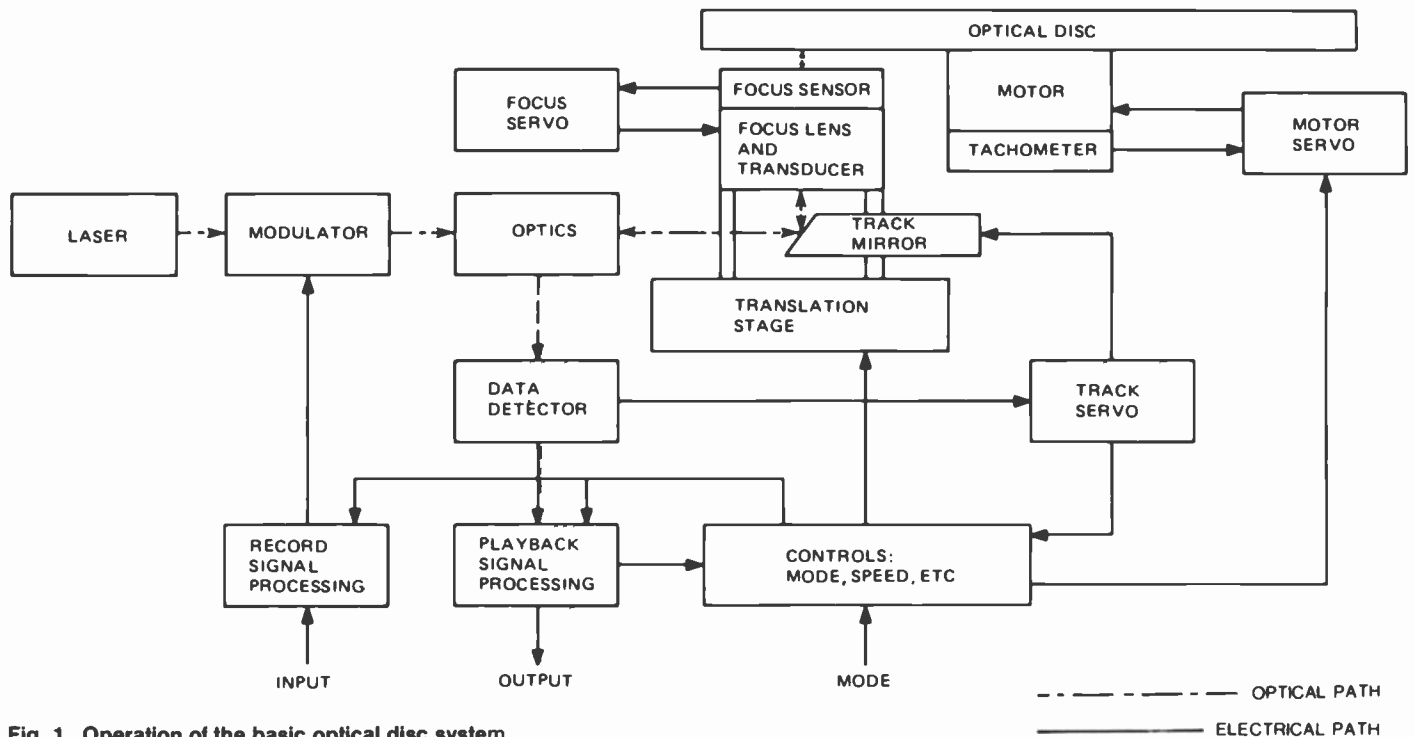 OPTICAL DISC
FOCUS SENSOR
FOCUS
SERVO
MOTOR
MOTOR
SERVO
FOCUS LENS
AND
TRANSDUCER
TACHOMETER
LASER
MODULATOR
OPTICS
TRACK
MIRROR
TRANSLATION
STAGE
DATA
DETECTOR
TRACK
SERVO
RECORD
SIGNAL
PROCESSING
PLAYBACK
SIGNAL
PROCESSING
CONTROLS:
MODE, SPEED, ETC
INPUT
OUTPUT
MODE
OPTICAL PATH
ELECTRICAL PATH
Fig. 1. Operation of the basic optical disc system